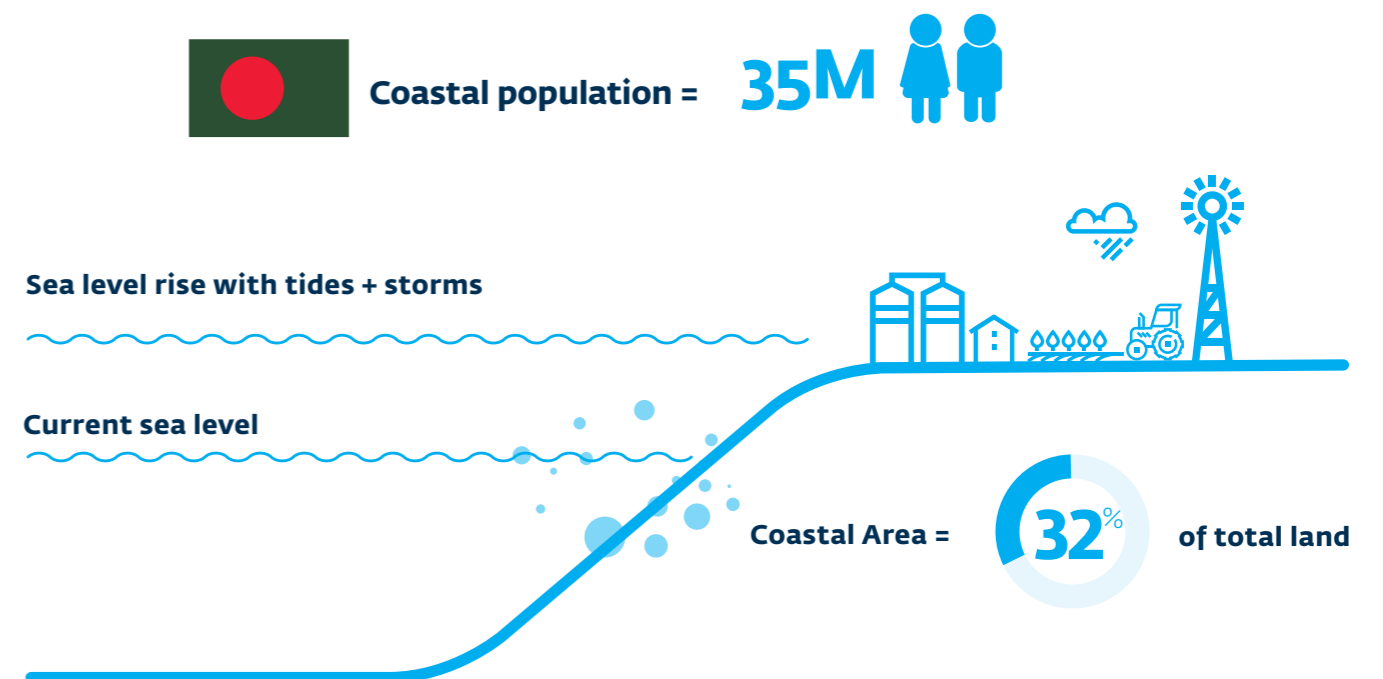 Coastal population = 35M
Sea level rise with tides + storms
Current sea level
Coastal Area = 32% of total land